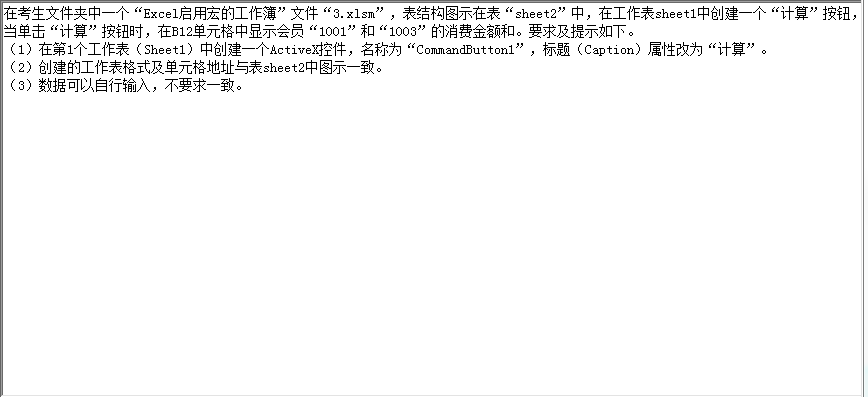 在考生文件夹中一个“Excel启用宏的工作簿”文件“3.xlsm”，表结构图示在表“sheet2”中，在工作表sheet1中创建一个“计算”按钮，
当单击“计算”按钮时，在B12单元格中显示会员“1001”和“1003”的消费金额和。要求及提示如下。
（1）在第1个工作表（Sheet1）中创建一个ActiveX控件，名称为“CommandButton1”，标题（Caption）属性改为“计算”。
（2）创建的工作表格式及单元格地址与表sheet2中图示一致。
（3）数据可以自行输入，不要求一致。